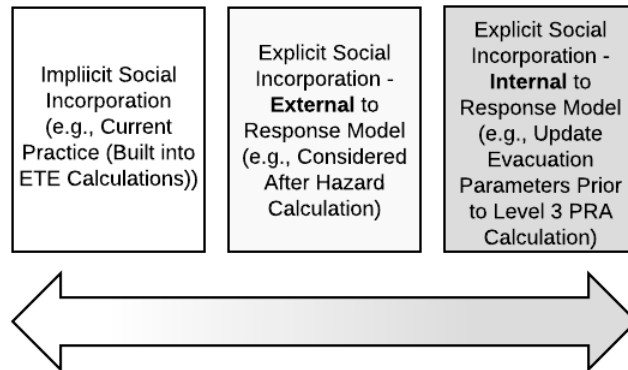 Impliicit Social
Incorporation
(e.g., Current
Practice (Built into
ETE Calculations))
Explicit Social
Incorporation -
External to
Response Model
(e.g., Considered
After Hazard
Calculation)
Explicit Social
Incorporation -
Internal to
Response Model
(e.g., Update
Evacuation
Parameters Prior
to Level 3 PRA
Calculation)